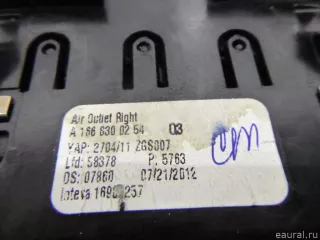 Air Outlet Right
A 166 830 02 54 03
YAP: 2704/11 ZGS007
Lfd: 58378 P: 5763
DS: 07860 07/21/2012
Inteva
eaural.ru